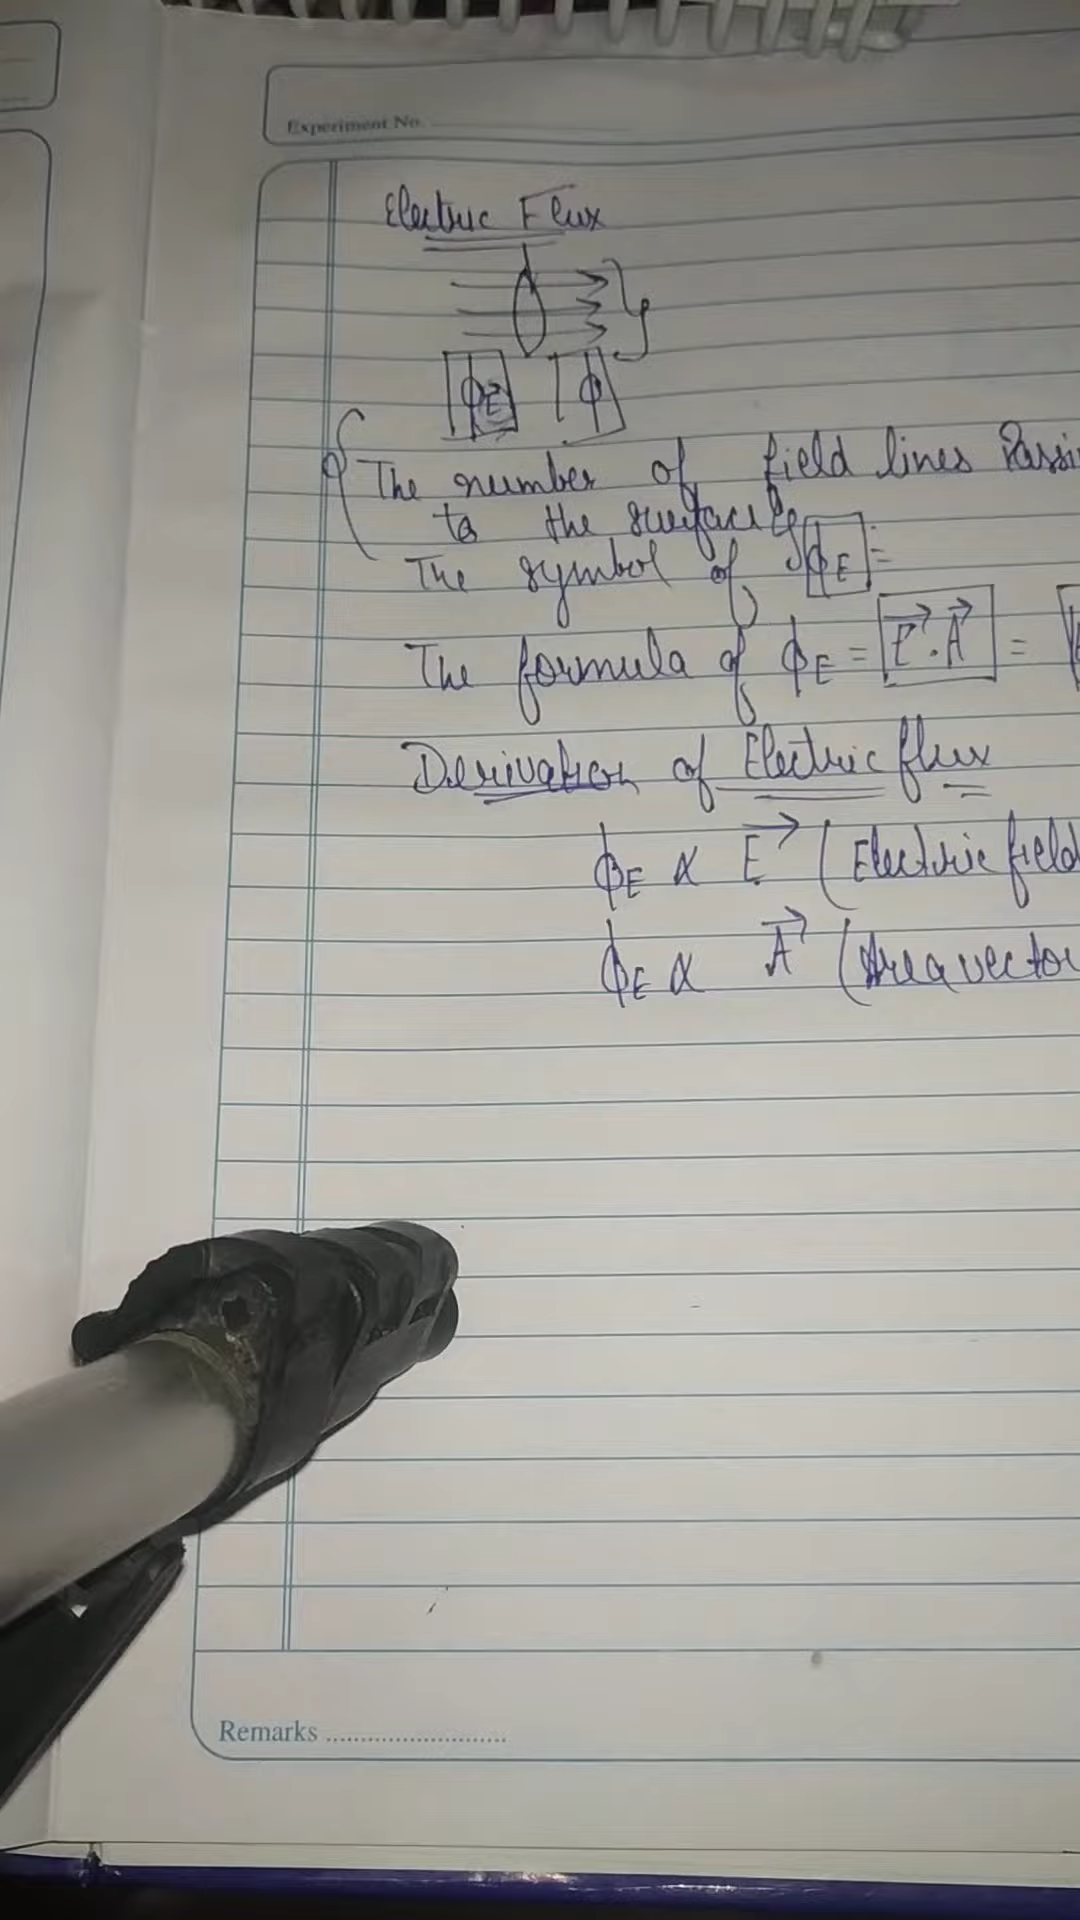 Experiment No.
Electric Flux
ϕE ϕ
The number of field lines Passi
to the surface
The symbol of ϕE =
The formula of ϕE = E⃗ . A⃗ =
Derivation of Electric flux
ϕE ∝ E⃗ (Electric field
ϕE ∝ A⃗ (Area vector
Remarks ..........................